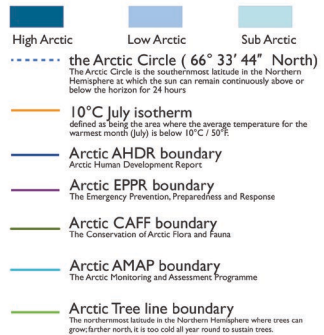 High Arctic Low Arctic Sub Arctic
the Arctic Circle ( 66° 33′ 44″ North)
The Arctic Circle is the southernmost latitude in the Northern
Hemisphere at which the sun can remain continuously above or
below the horizon for 24 hours
10°C July isotherm
defined as being the area where the average temperature for the
warmest month (July) is below 10°C / 50°F.
Arctic AHDR boundary
Arctic Human Development Report
Arctic EPPR boundary
The Emergency Prevention, Preparedness and Response
Arctic CAFF boundary
The Conservation of Arctic Flora and Fauna
Arctic AMAP boundary
The Arctic Monitoring and Assessment Programme
Arctic Tree line boundary
The northernmost latitude in the Northern Hemisphere where trees can
grow; farther north, it is too cold all year round to sustain trees.